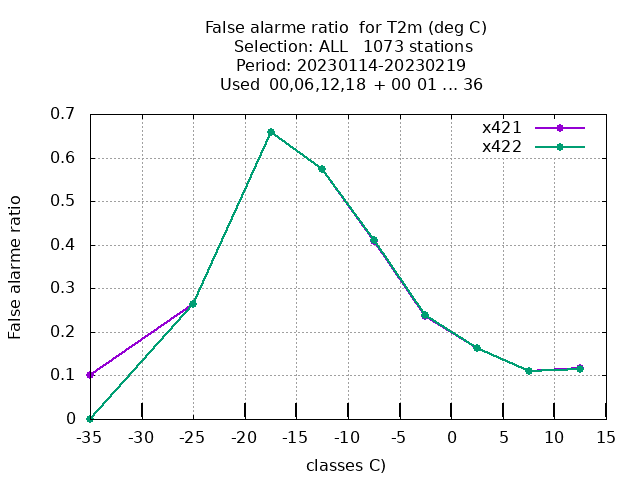 False alarme ratio  for T2m (deg C)
Selection: ALL   1073 stations
Period: 20230114-20230219
Used  00,06,12,18  + 00 01 ... 36
x421
x422
False alarme ratio
0.7
0.6
0.5
0.4
0.3
0.2
0.1
0
-35 -30 -25 -20 -15 -10 -5 0 5 10 15
classes C)